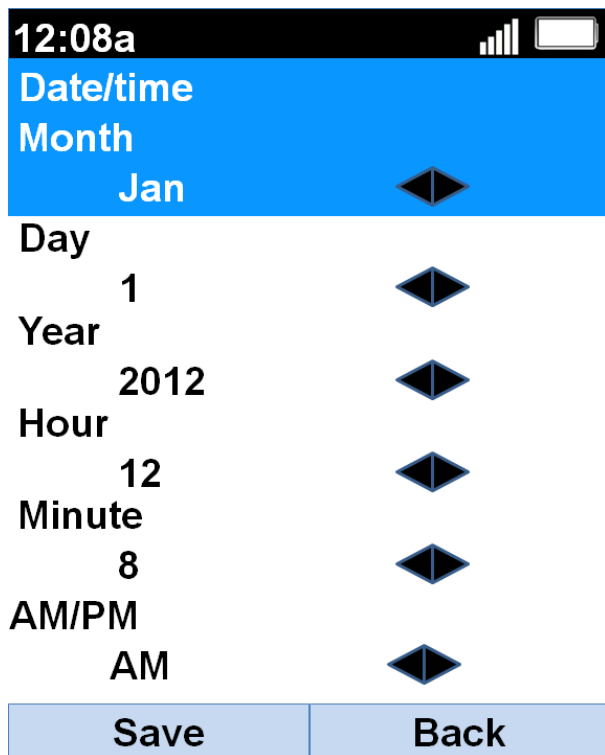 12:08a
Date/time
Month
Jan
Day
1
Year
2012
Hour
12
Minute
8
AM/PM
AM
Save Back